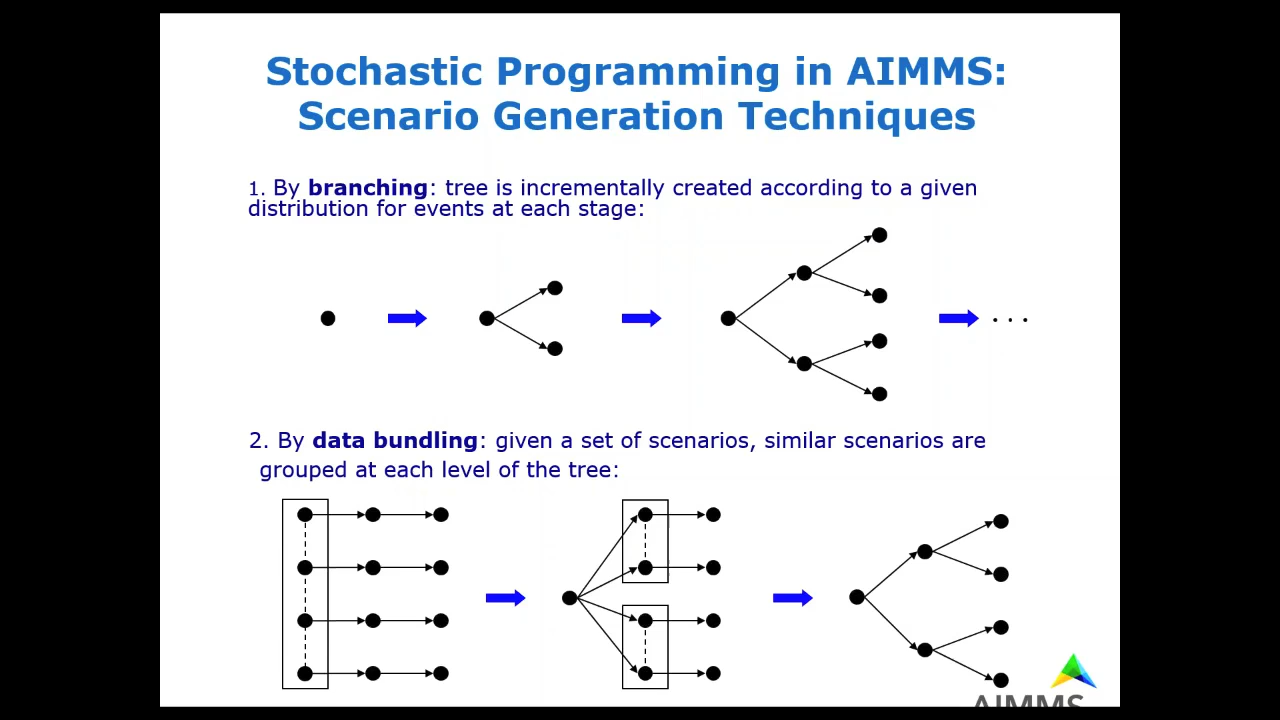 Stochastic Programming in AIMMS:
Scenario Generation Techniques
1. By branching: tree is incrementally created according to a given
distribution for events at each stage:
. . .
2. By data bundling: given a set of scenarios, similar scenarios are
grouped at each level of the tree:
AIMMS